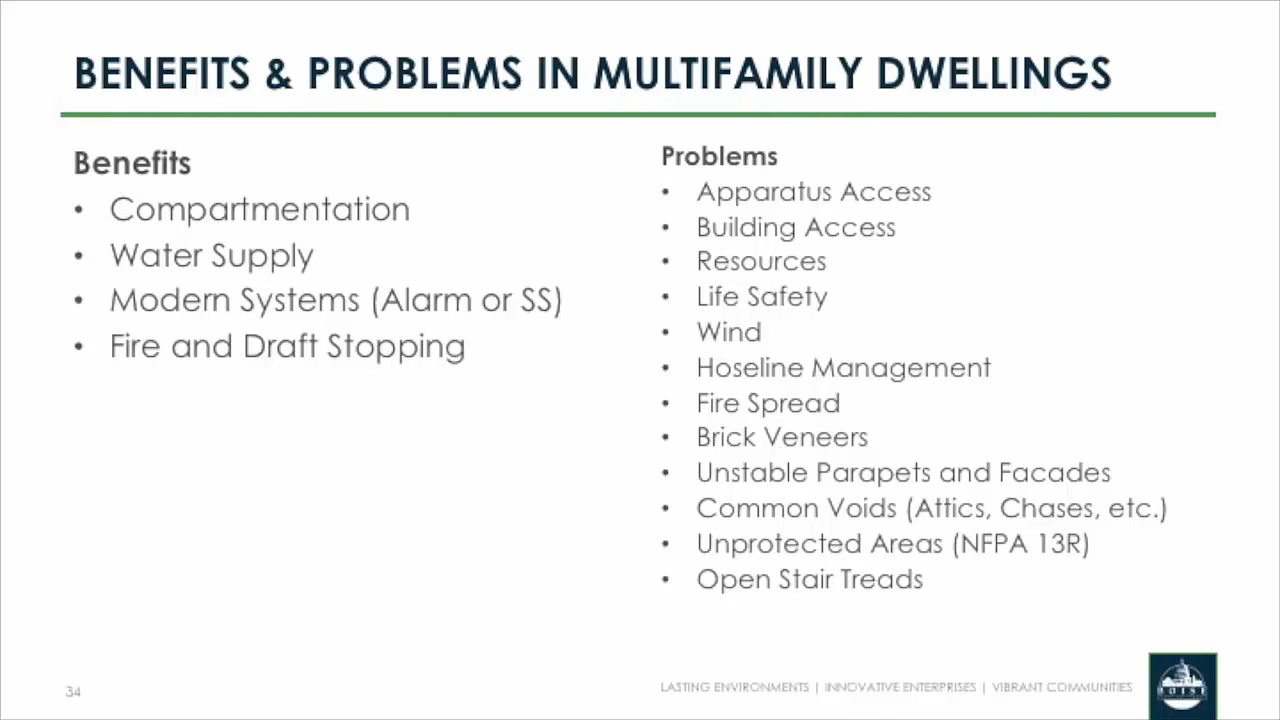 BENEFITS & PROBLEMS IN MULTIFAMILY DWELLINGS
Benefits
• Compartmentation
• Water Supply
• Modern Systems (Alarm or SS)
• Fire and Draft Stopping
Problems
• Apparatus Access
• Building Access
• Resources
• Life Safety
• Wind
• Hoseline Management
• Fire Spread
• Brick Veneers
• Unstable Parapets and Facades
• Common Voids (Attics, Chases, etc.)
• Unprotected Areas (NFPA 13R)
• Open Stair Treads
34
LASTING ENVIRONMENTS | INNOVATIVE ENTERPRISES | VIBRANT COMMUNITIES
BOISE